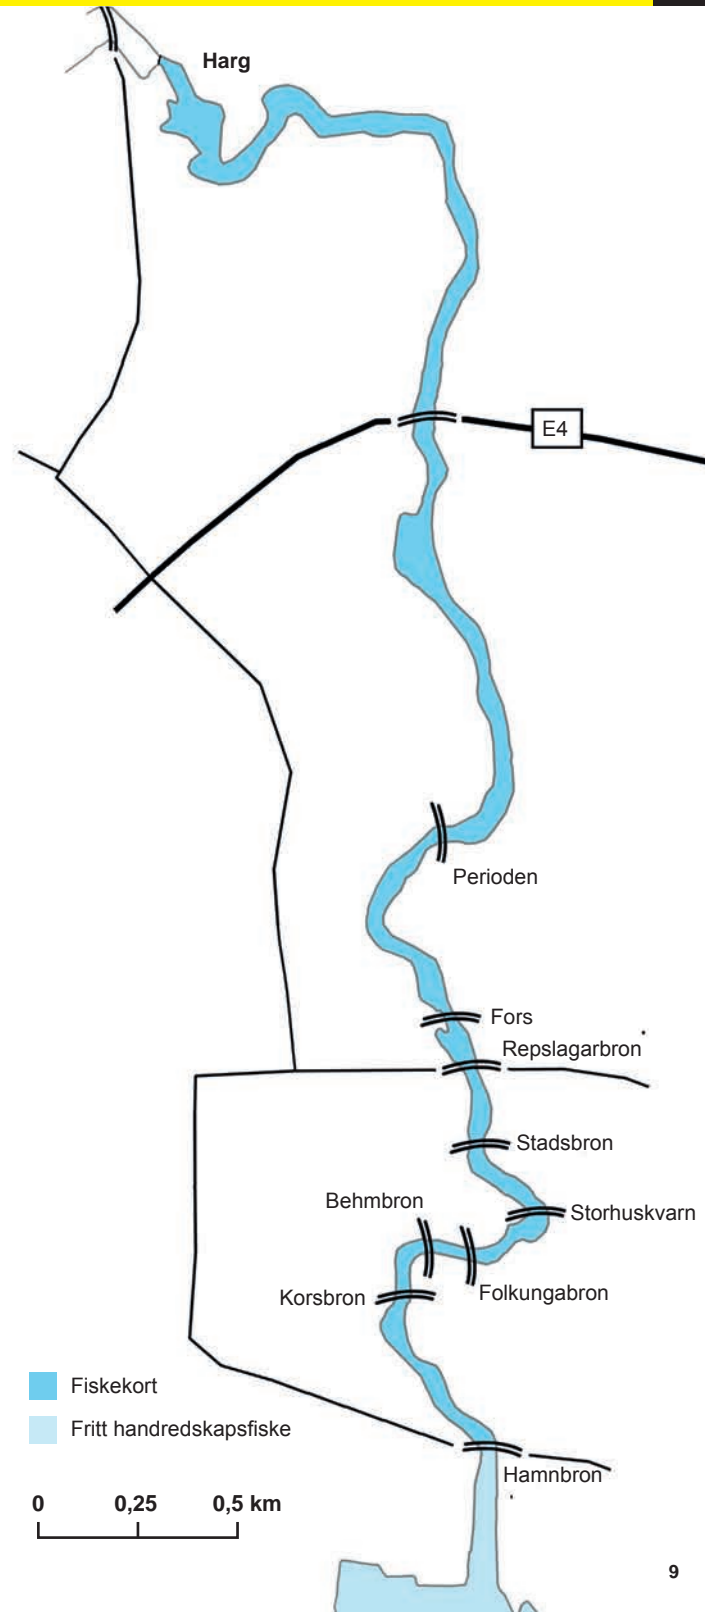 Harg
E4
Perioden
Fors
Repslagarbron
Stadsbron
Behmbron
Storhuskvarn
Folkungabron
Korsbron
Fiskekort
Fritt handredskapsfiske
Hamnbron
0 0,25 0,5 km
9